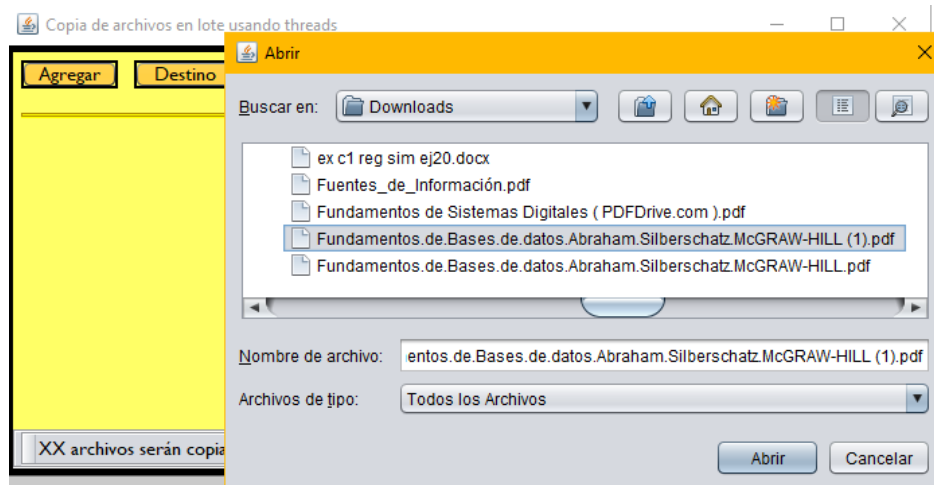 Copia de archivos en lote usando threads
Abrir
Agregar
Destino
Buscar en:
Downloads
ex c1 reg sim ej20.docx
Fuentes_de_Información.pdf
Fundamentos de Sistemas Digitales ( PDFDrive.com ).pdf
Fundamentos.de.Bases.de.datos.Abraham.Silberschatz.McGRAW-HILL (1).pdf
Fundamentos.de.Bases.de.datos.Abraham.Silberschatz.McGRAW-HILL.pdf
Nombre de archivo:
entos.de.Bases.de.datos.Abraham.Silberschatz.McGRAW-HILL (1).pdf
Archivos de tipo:
Todos los Archivos
XX archivos serán copia
Abrir
Cancelar